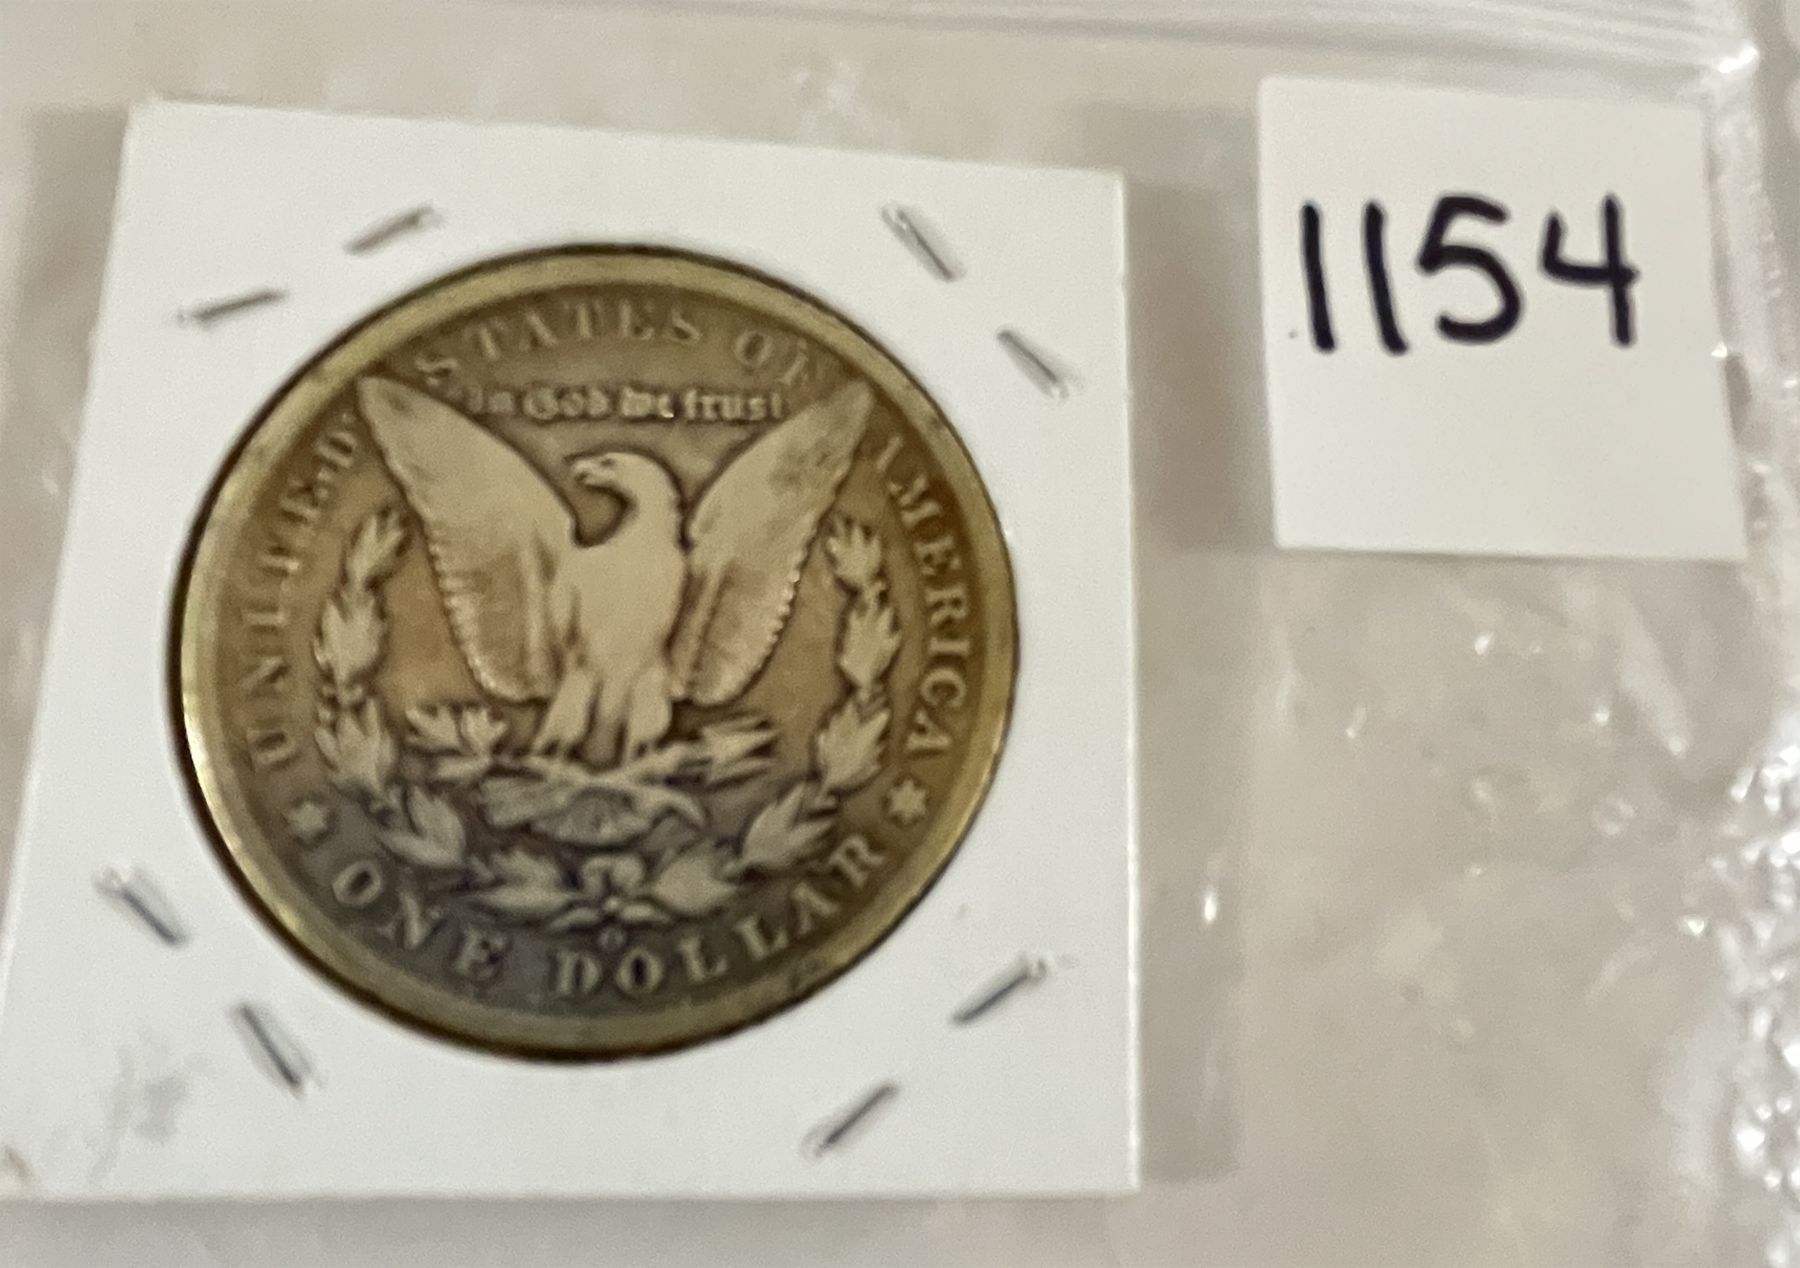 UNITED STATES OF AMERICA
In God We Trust
O
ONE DOLLAR
1154